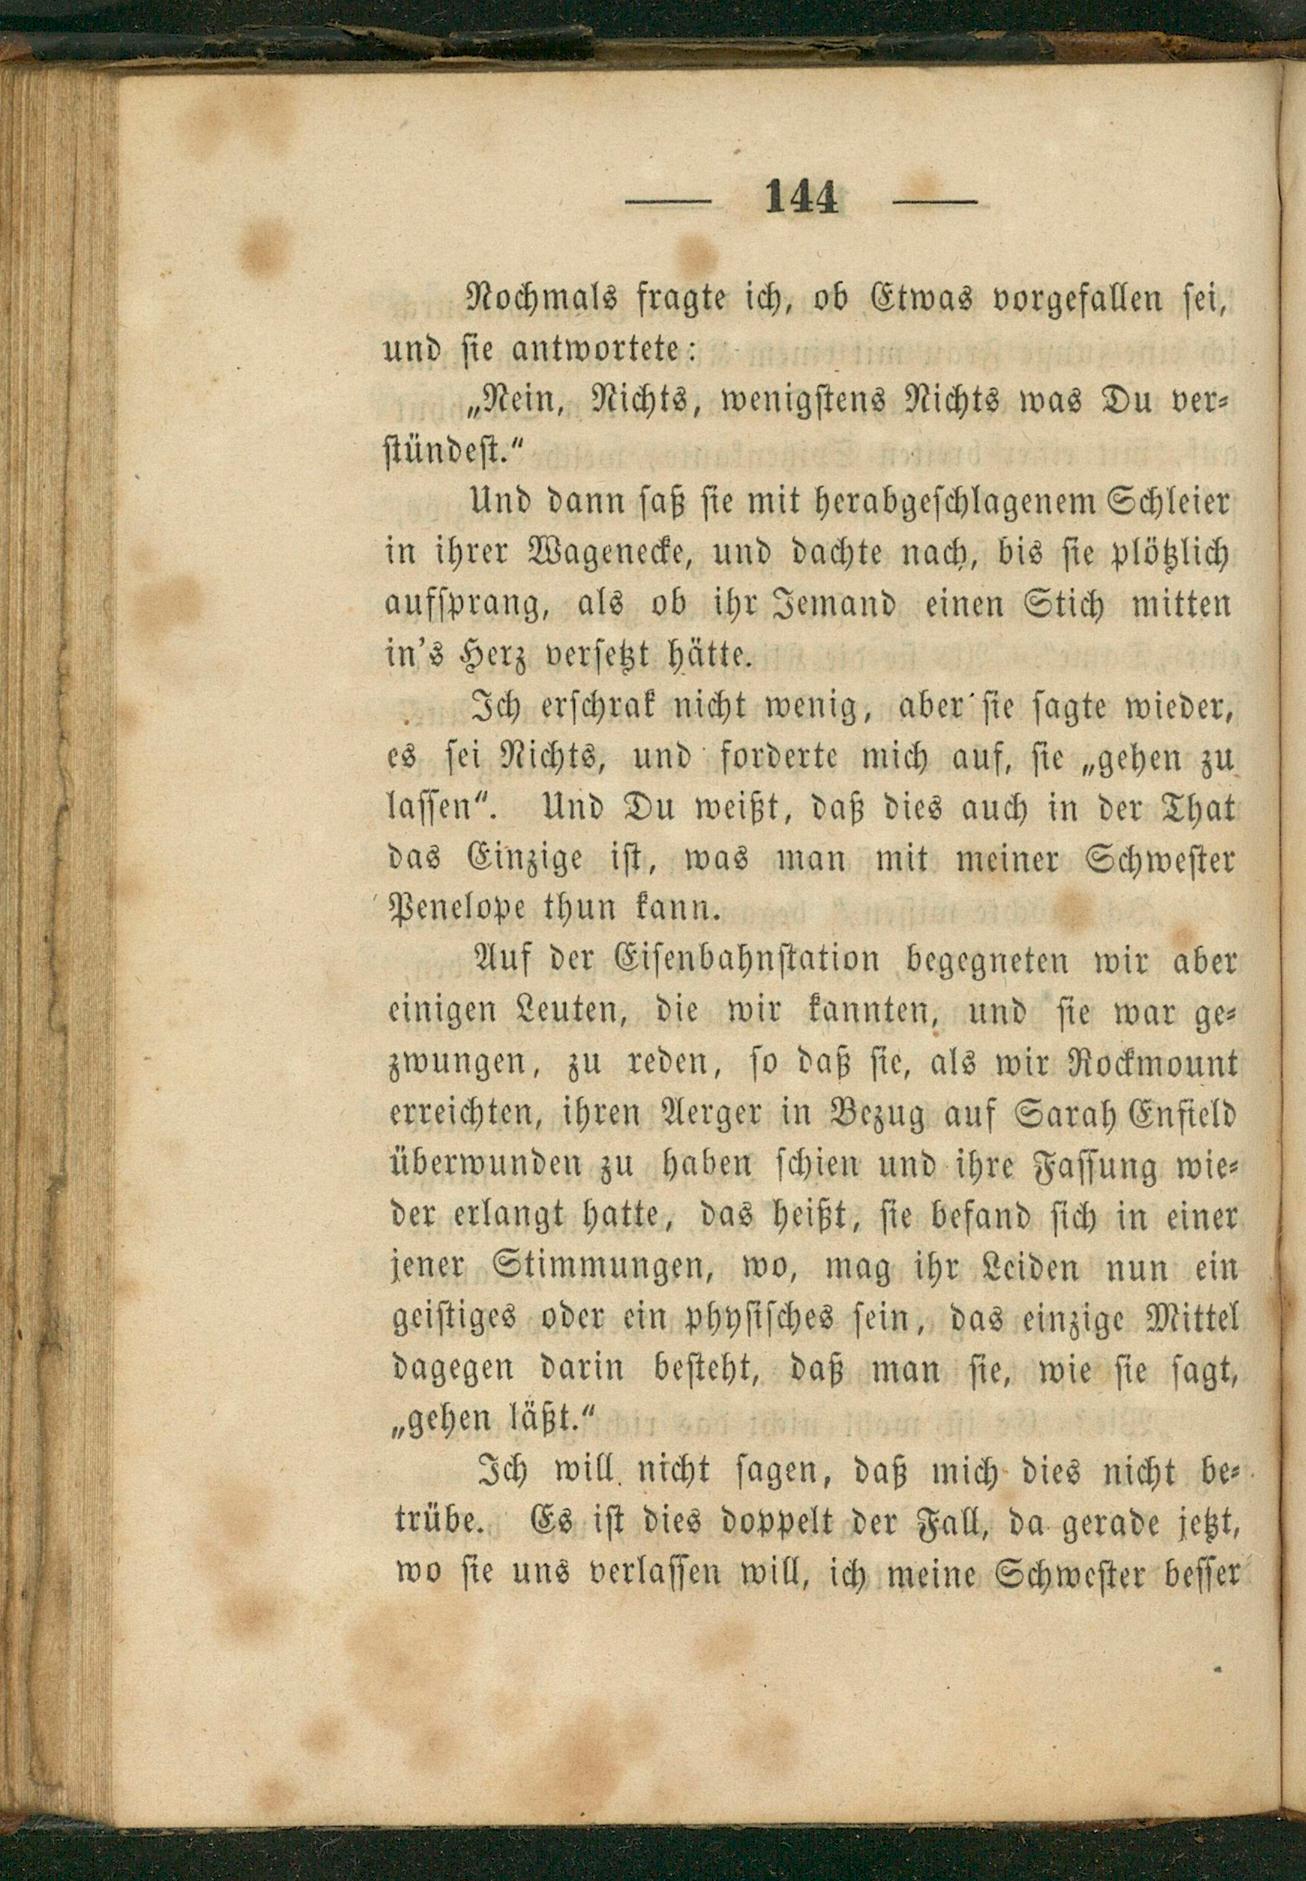 — 144 —
Nochmals fragte ich, ob Etwas vorgefallen sei,
und sie antwortete:
„Nein, Nichts, wenigstens Nichts was Du ver-
stündest.“
Und dann saß sie mit herabgeschlagenem Schleier
in ihrer Wagenecke, und dachte nach, bis sie plötzlich
aufsprang, als ob ihr Jemand einen Stich mitten
in's Herz versetzt hätte.
Ich erschrak nicht wenig, aber sie sagte wieder,
es sei Nichts, und forderte mich auf, sie „gehen zu
lassen“. Und Du weißt, daß dies auch in der That
das Einzige ist, was man mit meiner Schwester
Penelope thun kann.
Auf der Eisenbahnstation begegneten wir aber
einigen Leuten, die wir kannten, und sie war ge-
zwungen, zu reden, so daß sie, als wir Rockmount
erreichten, ihren Aerger in Bezug auf Sarah Enfield
überwunden zu haben schien und ihre Fassung wie-
der erlangt hatte, das heißt, sie befand sich in einer
jener Stimmungen, wo, mag ihr Leiden nun ein
geistiges oder ein physisches sein, das einzige Mittel
dagegen darin besteht, daß man sie, wie sie sagt,
„gehen läßt.“
Ich will nicht sagen, daß mich dies nicht be-
trübe. Es ist dies doppelt der Fall, da gerade jetzt,
wo sie uns verlassen will, ich meine Schwester besser